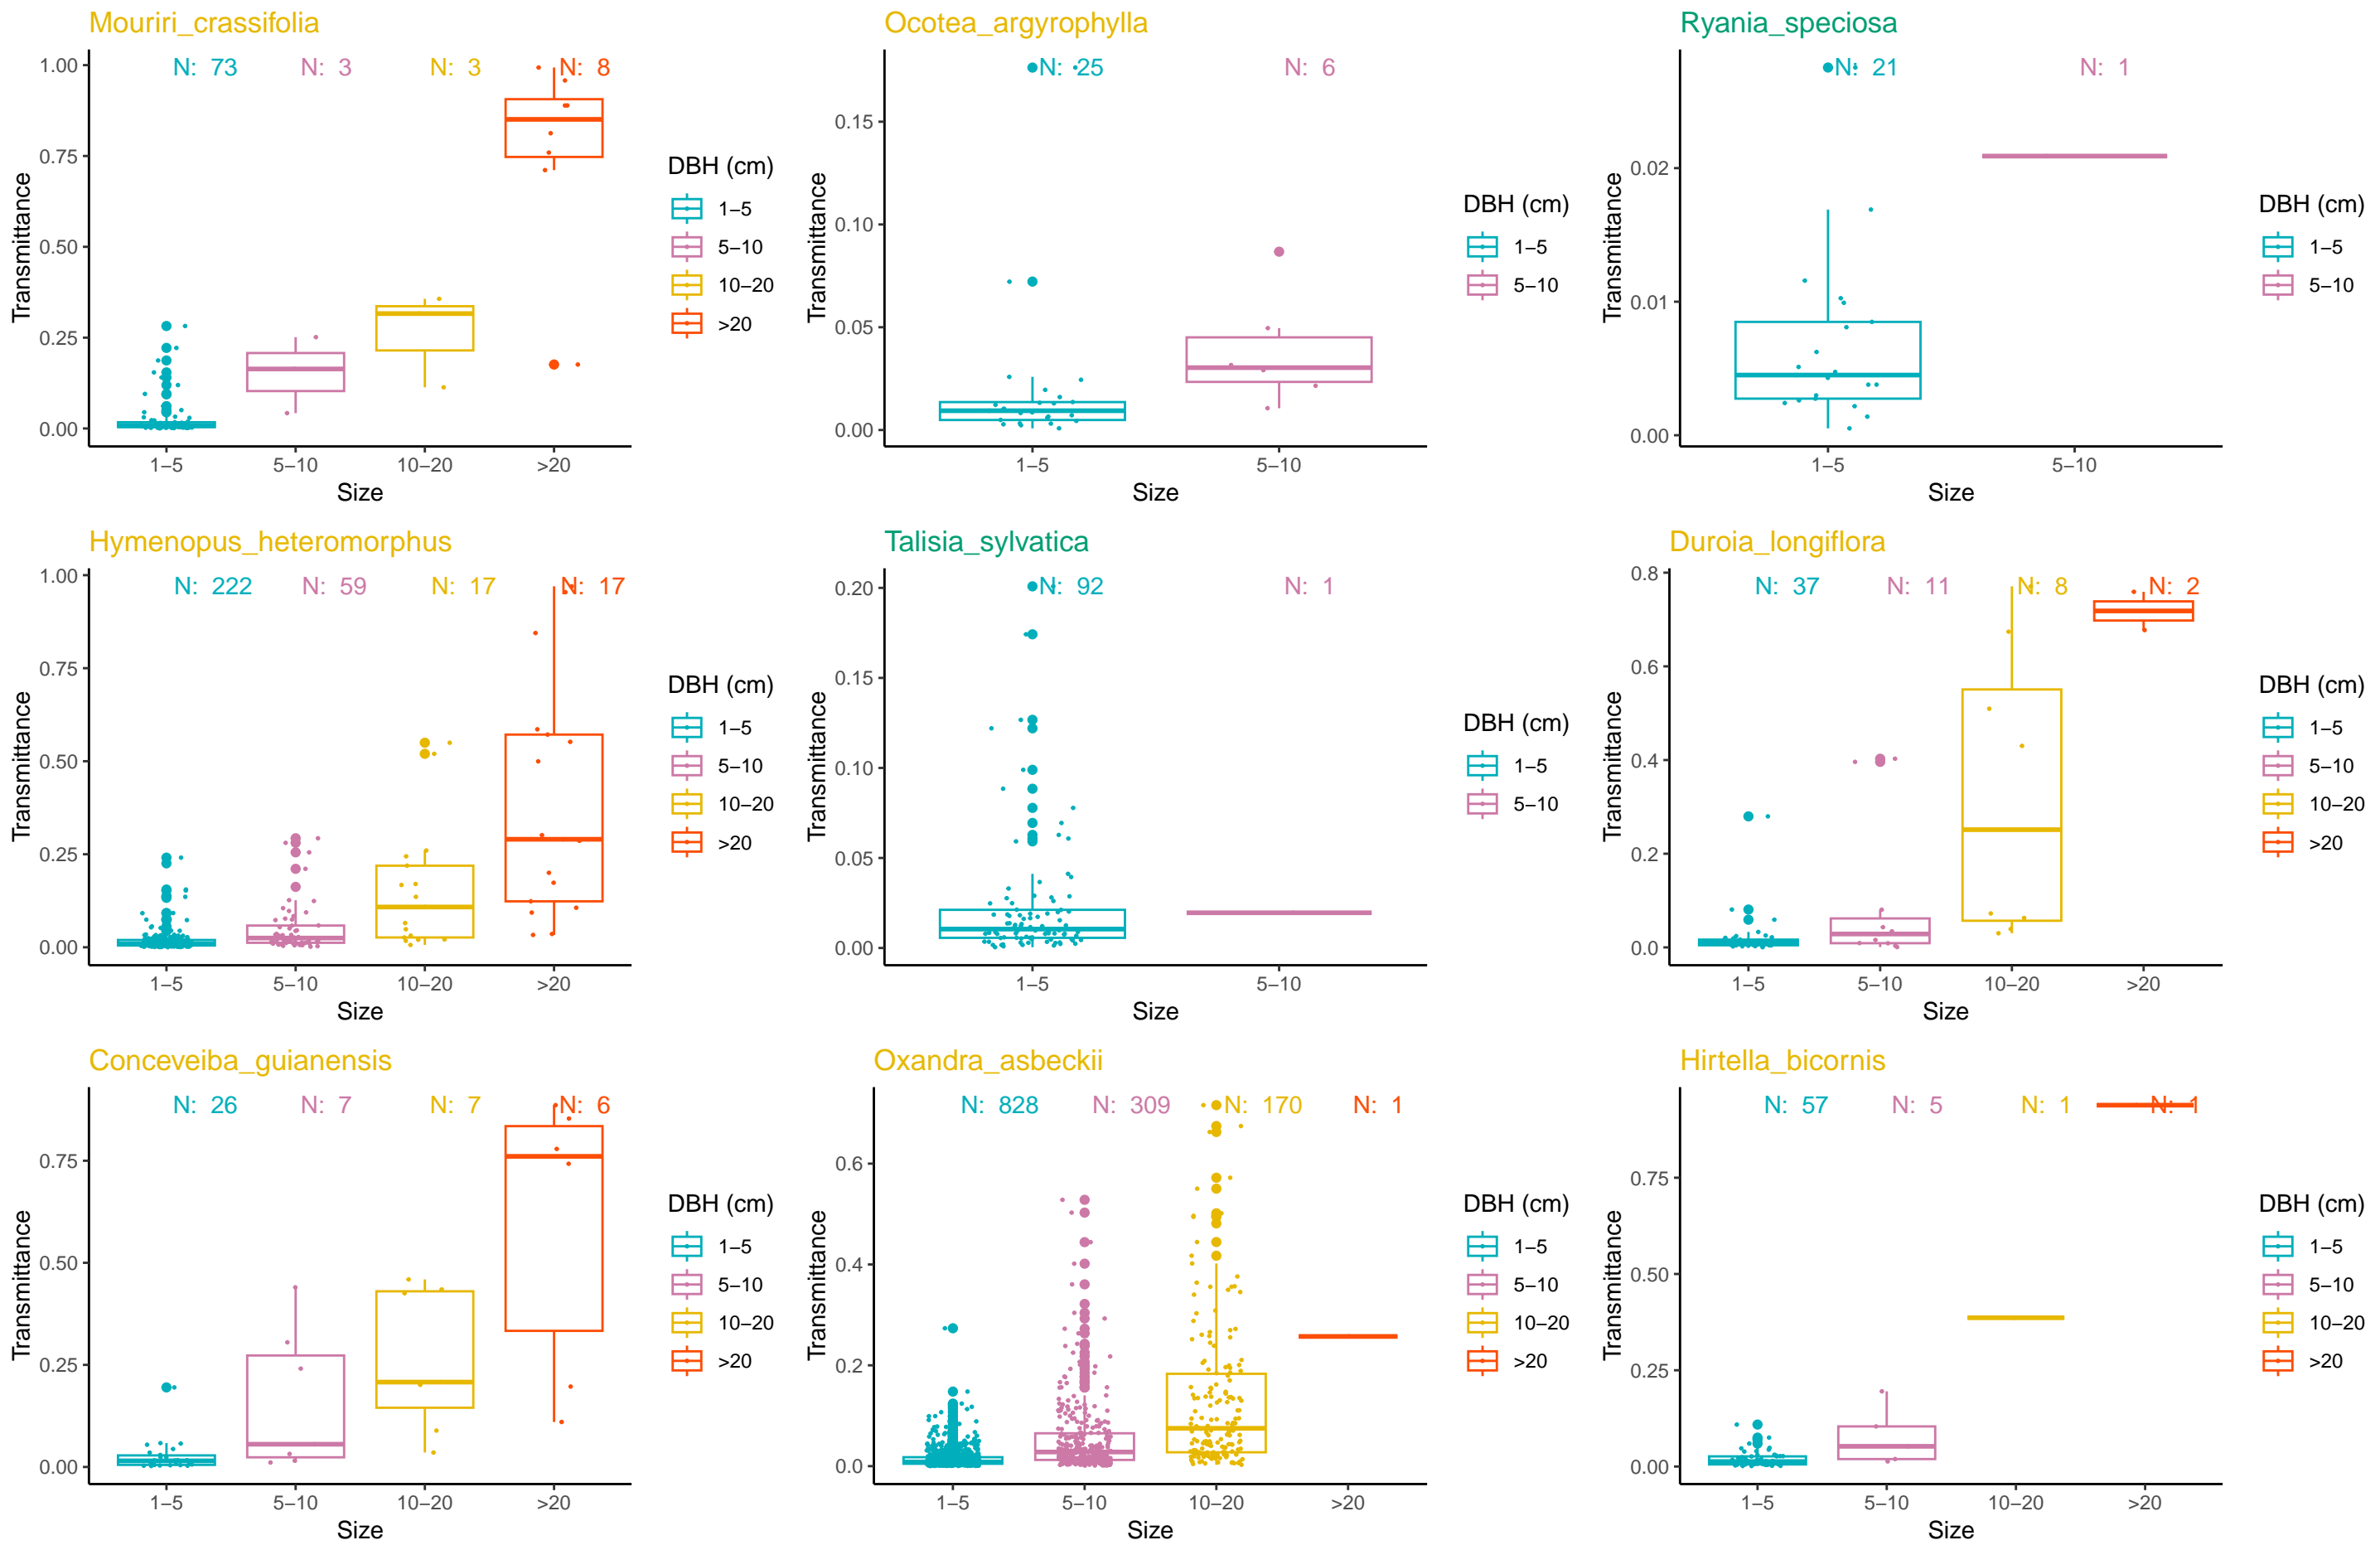 Mouriri_crassifolia
N: 73 N: 3 N: 3 N: 8
1.00
0.75
0.50
0.25
0.00
Transmittance
1–5 5–10 10–20 >20
Size
DBH (cm)
1–5
5–10
10–20
>20
Ocotea_argyrophylla
N: 25 N: 6
0.15
0.10
0.05
0.00
Transmittance
1–5 5–10
Size
DBH (cm)
1–5
5–10
Ryania_speciosa
N: 21 N: 1
0.02
0.01
0.00
Transmittance
1–5 5–10
Size
DBH (cm)
1–5
5–10
Hymenopus_heteromorphus
N: 222 N: 59 N: 17 N: 17
1.00
0.75
0.50
0.25
0.00
Transmittance
1–5 5–10 10–20 >20
Size
DBH (cm)
1–5
5–10
10–20
>20
Talisia_sylvatica
N: 92 N: 1
0.20
0.15
0.10
0.05
0.00
Transmittance
1–5 5–10
Size
DBH (cm)
1–5
5–10
Duroia_longiflora
N: 37 N: 11 N: 8 N: 2
0.8
0.6
0.4
0.2
0.0
Transmittance
1–5 5–10 10–20 >20
Size
DBH (cm)
1–5
5–10
10–20
>20
Conceveiba_guianensis
N: 26 N: 7 N: 7 N: 6
0.75
0.50
0.25
0.00
Transmittance
1–5 5–10 10–20 >20
Size
DBH (cm)
1–5
5–10
10–20
>20
Oxandra_asbeckii
N: 828 N: 309 N: 170 N: 1
0.6
0.4
0.2
0.0
Transmittance
1–5 5–10 10–20 >20
Size
DBH (cm)
1–5
5–10
10–20
>20
Hirtella_bicornis
N: 57 N: 5 N: 1 N: 1
0.75
0.50
0.25
0.00
Transmittance
1–5 5–10 10–20 >20
Size
DBH (cm)
1–5
5–10
10–20
>20